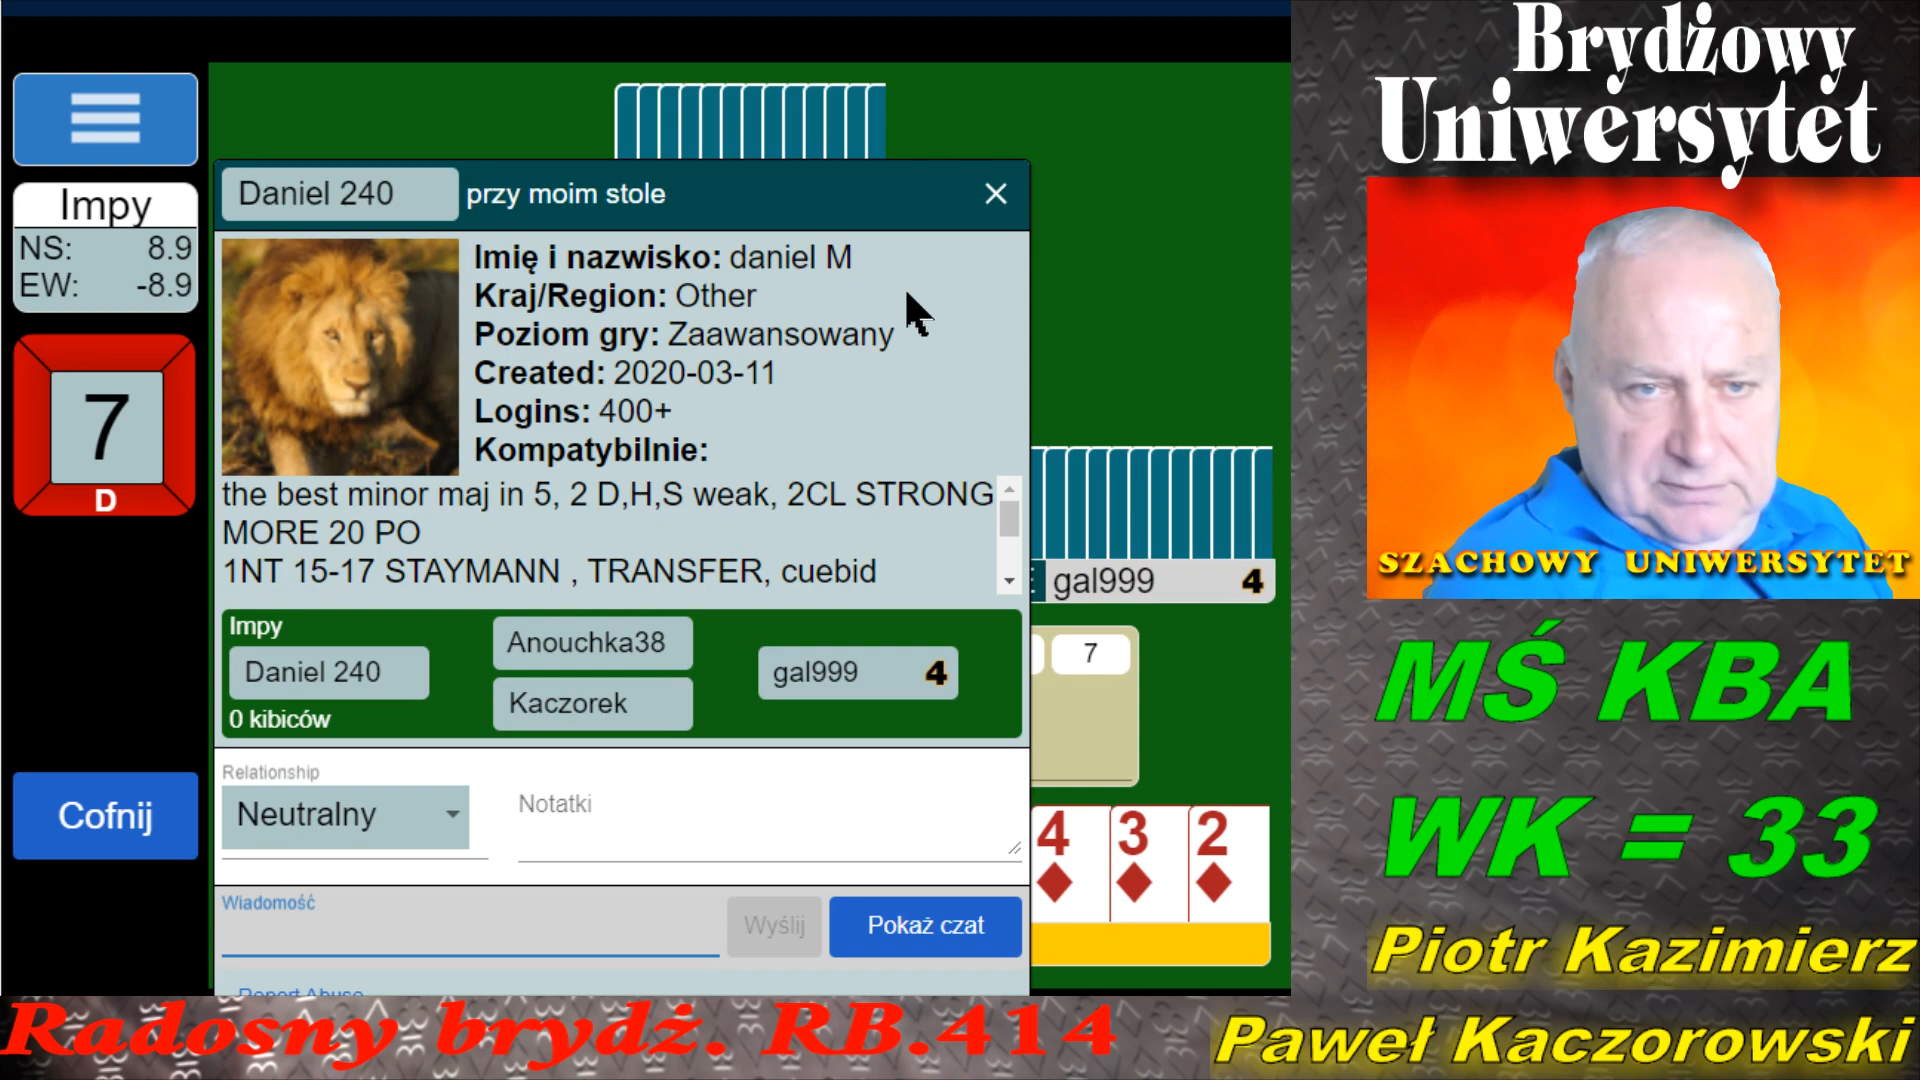 Impy
NS: 8.9
EW: -8.9
7
D
Cofnij
Daniel 240 przy moim stole
Imię i nazwisko: daniel M
Kraj/Region: Other
Poziom gry: Zaawansowany
Created: 2020-03-11
Logins: 400+
Kompatybilnie:
the best minor maj in 5, 2 D,H,S weak, 2CL STRONG
MORE 20 PO
1NT 15-17 STAYMANN , TRANSFER, cuebid
Impy
Daniel 240
Anouchka38
Kaczorek
gal999 4
0 kibiców
Relationship
Neutralny
Notatki
Wiadomość
Wyślij
Pokaż czat
Report Abuse
gal999 4
7
4 3 2
Brydżowy
Uniwersytet
SZACHOWY UNIWERSYTET
MŚ KBA
WK = 33
Piotr Kazimierz
Paweł Kaczorowski
Radosny brydż. RB.414